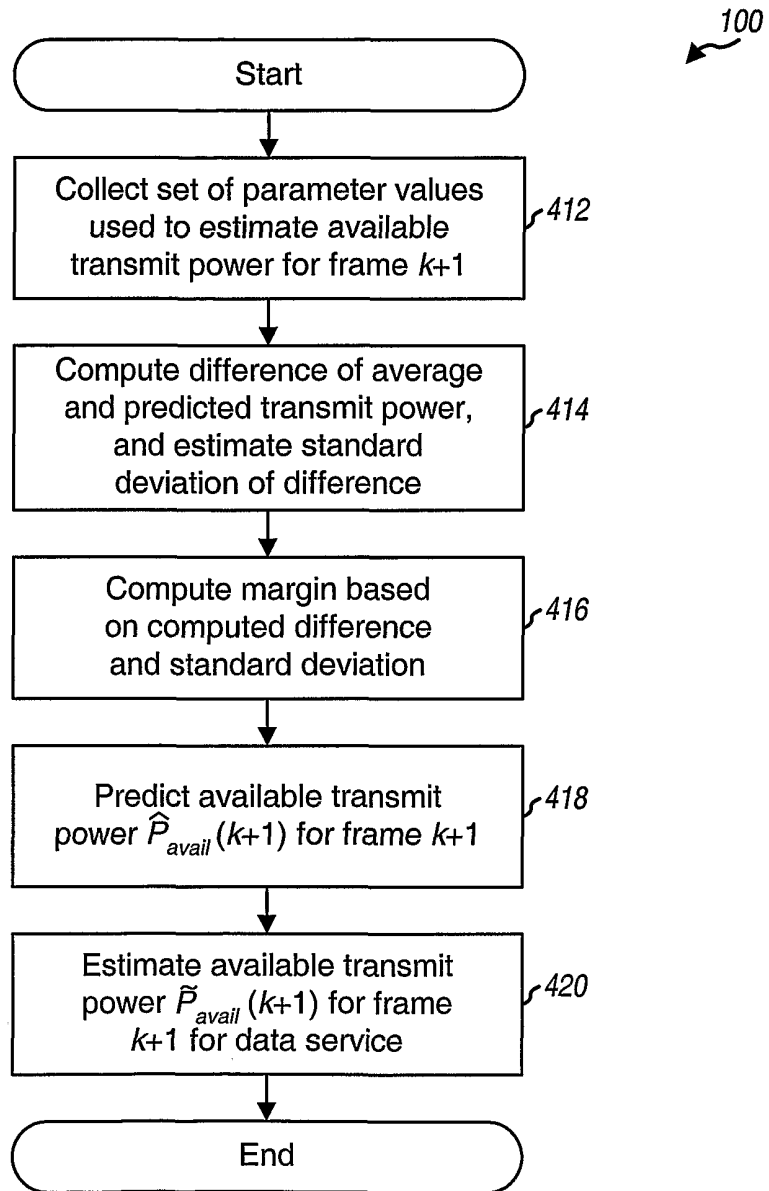 100
Start
Collect set of parameter values
used to estimate available
transmit power for frame k+1
412
Compute difference of average
and predicted transmit power,
and estimate standard
deviation of difference
414
Compute margin based
on computed difference
and standard deviation
416
Predict available transmit
power P̂avail (k+1) for frame k+1
418
Estimate available transmit
power P̃avail (k+1) for frame
k+1 for data service
420
End